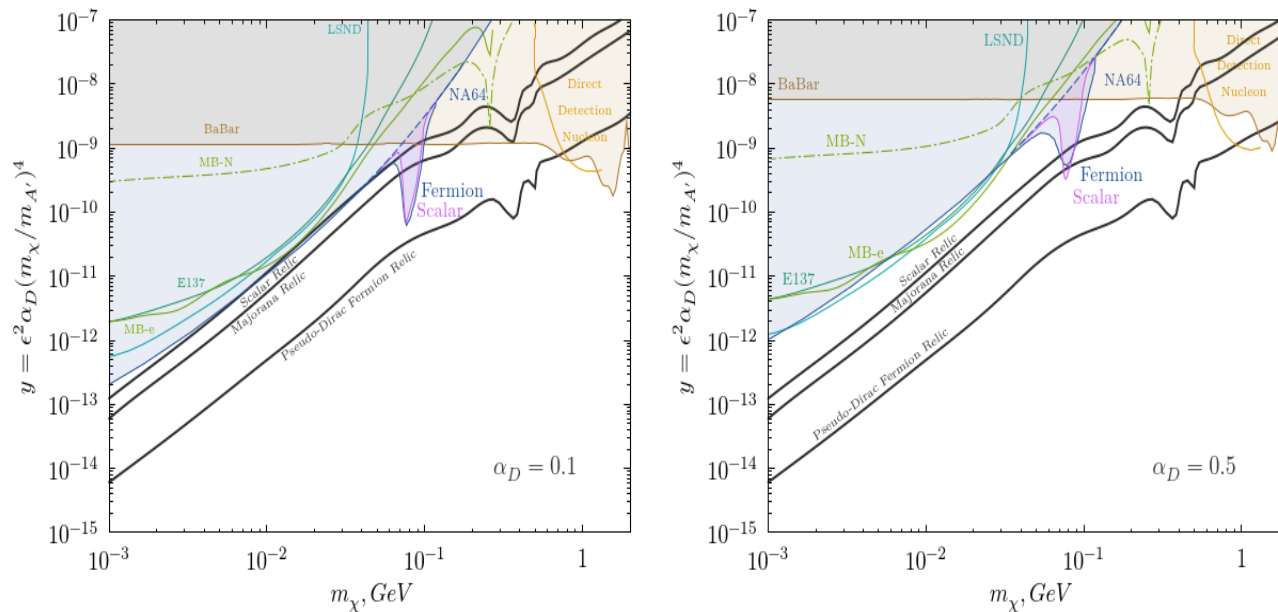 y = ϵ²α_D(m_χ/m_A′)⁴
10⁻⁷
10⁻⁸
10⁻⁹
10⁻¹⁰
10⁻¹¹
10⁻¹²
10⁻¹³
10⁻¹⁴
10⁻¹⁵
LSND
NA64
Direct
Detection
Nucleon
BaBar
MB-N
Fermion
Scalar
E137
MB-e
Scalar Relic
Majorana Relic
Pseudo-Dirac Fermion Relic
α_D = 0.1
10⁻³
10⁻²
10⁻¹
1
m_χ, GeV
y = ϵ²α_D(m_χ/m_A′)⁴
10⁻⁷
10⁻⁸
10⁻⁹
10⁻¹⁰
10⁻¹¹
10⁻¹²
10⁻¹³
10⁻¹⁴
10⁻¹⁵
LSND
Direct
Detection
NA64
Nucleon
BaBar
MB-N
Fermion
Scalar
MB-e
E137
Scalar Relic
Majorana Relic
Pseudo-Dirac Fermion Relic
α_D = 0.5
10⁻³
10⁻²
10⁻¹
1
m_χ, GeV